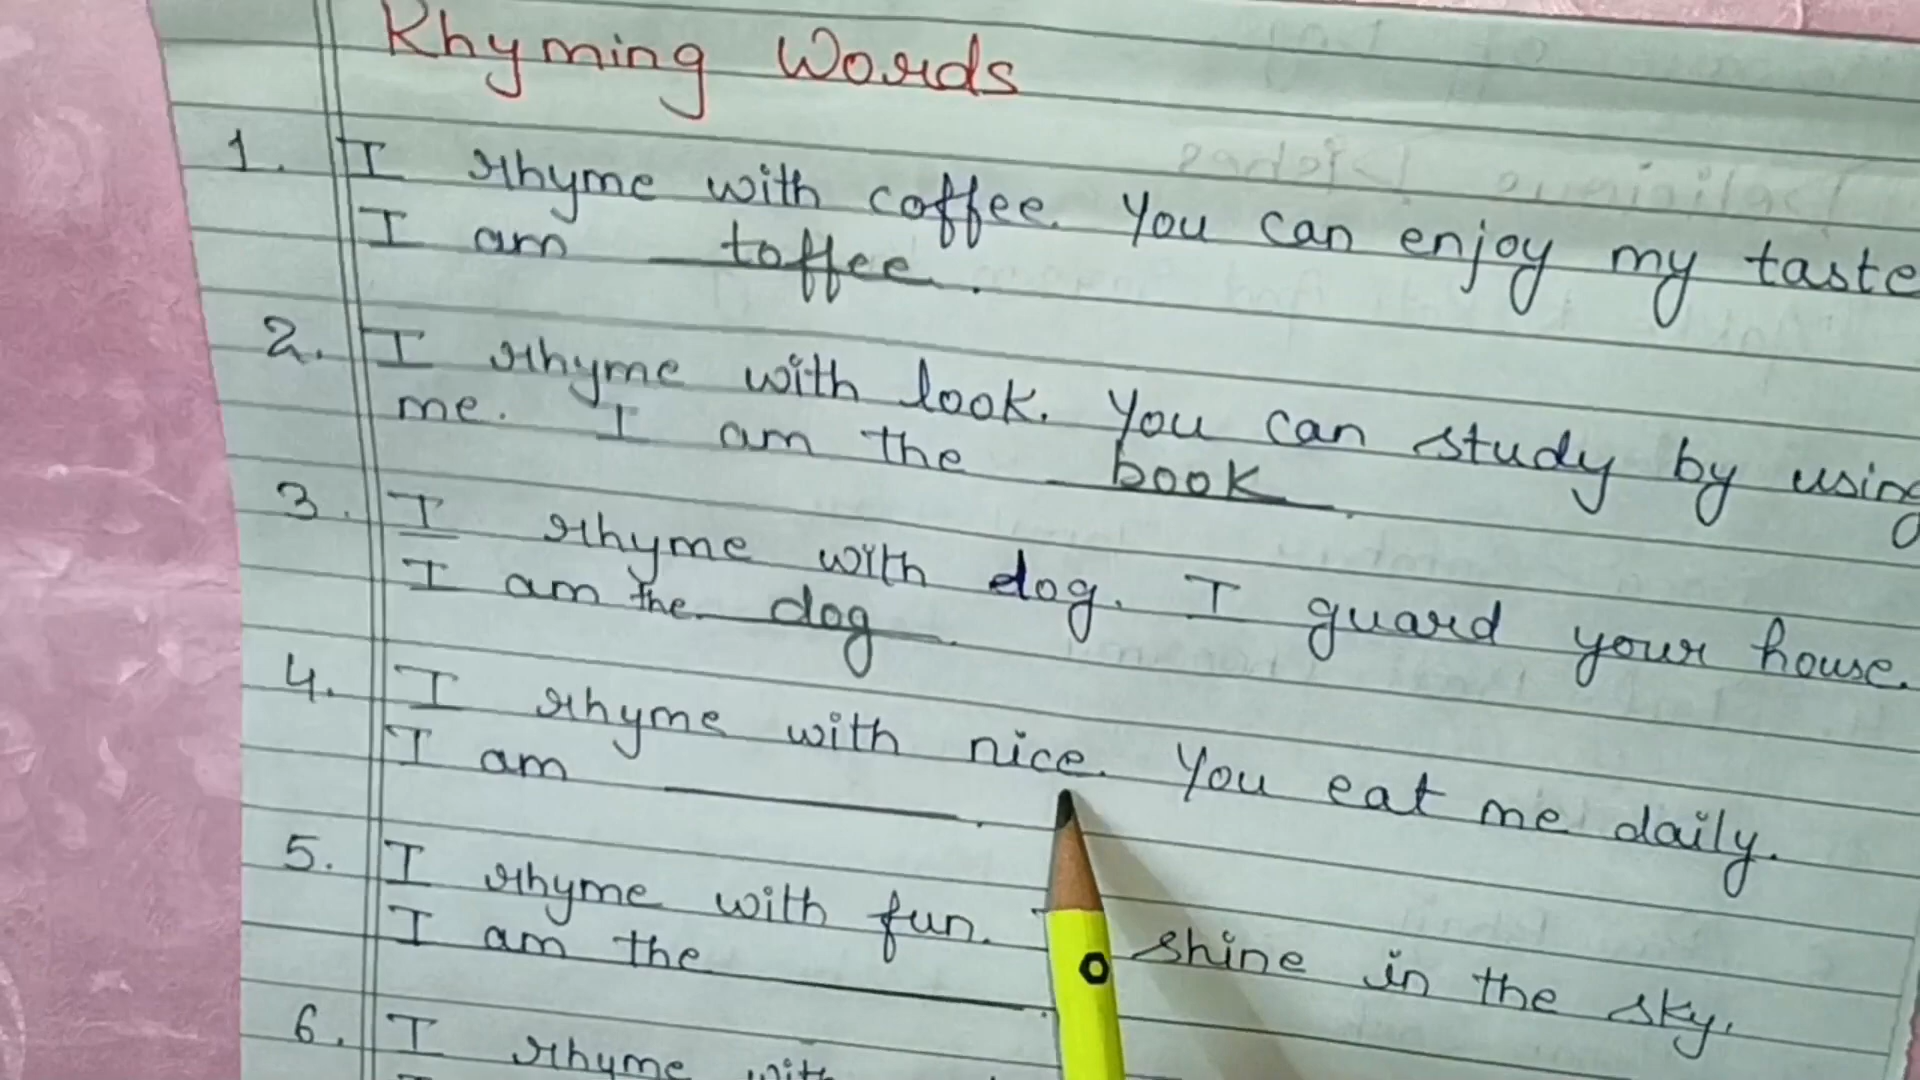 Rhyming Words
1. I rhyme with coffee. You can enjoy my taste
I am toffee.
2. I rhyme with look. You can study by using
me. I am the book.
3. I rhyme with dog. I guard your house.
I am the dog.
4. I rhyme with nice. You eat me daily.
I am
5. I rhyme with fun. I shine in the sky.
I am the
6. I rhyme with